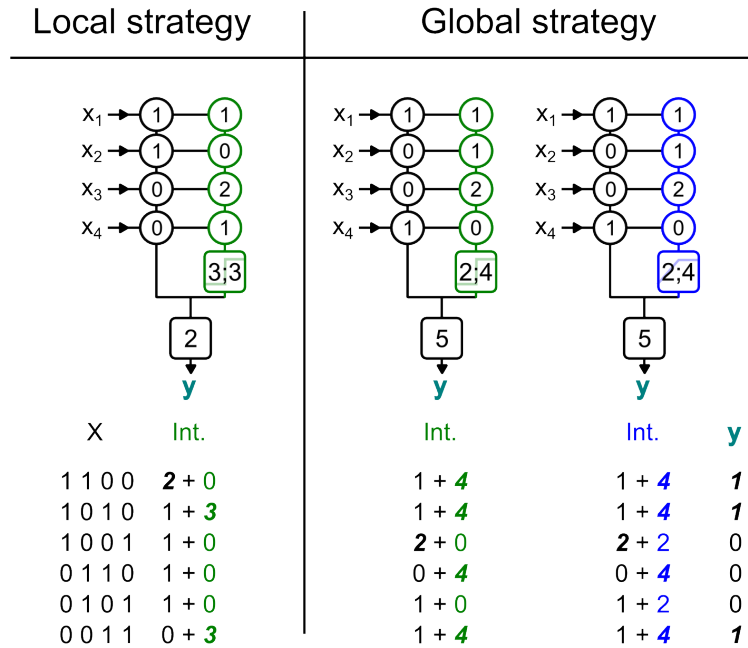 Local strategy Global strategy
x1 1 1 x1 1 1 x1 1 1
x2 1 0 x2 0 1 x2 0 1
x3 0 2 x3 0 2 x3 0 2
x4 0 1 x4 1 0 x4 1 0
3;3 2;4 2;4
2 5 5
y y y
X Int. Int. Int. y
1 1 0 0 2 + 0 1 + 4 1 + 4 1
1 0 1 0 1 + 3 1 + 4 1 + 4 1
1 0 0 1 1 + 0 2 + 0 2 + 2 0
0 1 1 0 1 + 0 0 + 4 0 + 4 0
0 1 0 1 1 + 0 1 + 0 1 + 2 0
0 0 1 1 0 + 3 1 + 4 1 + 4 1